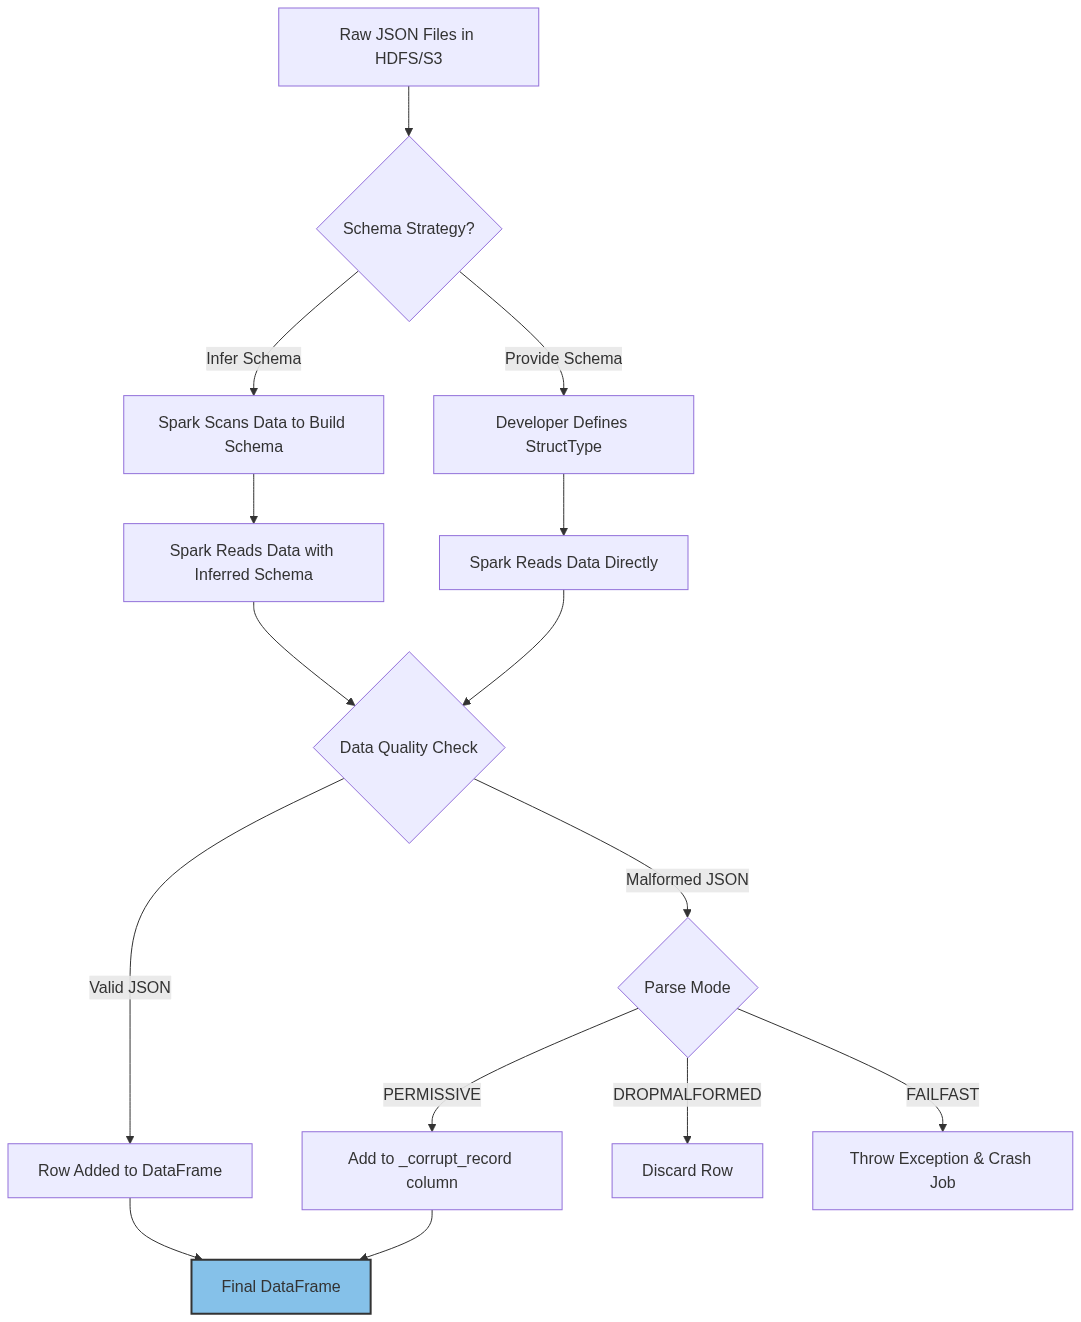 Raw JSON Files in
HDFS/S3
Schema Strategy?
Infer Schema
Provide Schema
Spark Scans Data to Build
Schema
Developer Defines
StructType
Spark Reads Data with
Inferred Schema
Spark Reads Data Directly
Data Quality Check
Malformed JSON
Valid JSON
Parse Mode
PERMISSIVE
DROPMALFORMED
FAILFAST
Row Added to DataFrame
Add to _corrupt_record
column
Discard Row
Throw Exception & Crash
Job
Final DataFrame